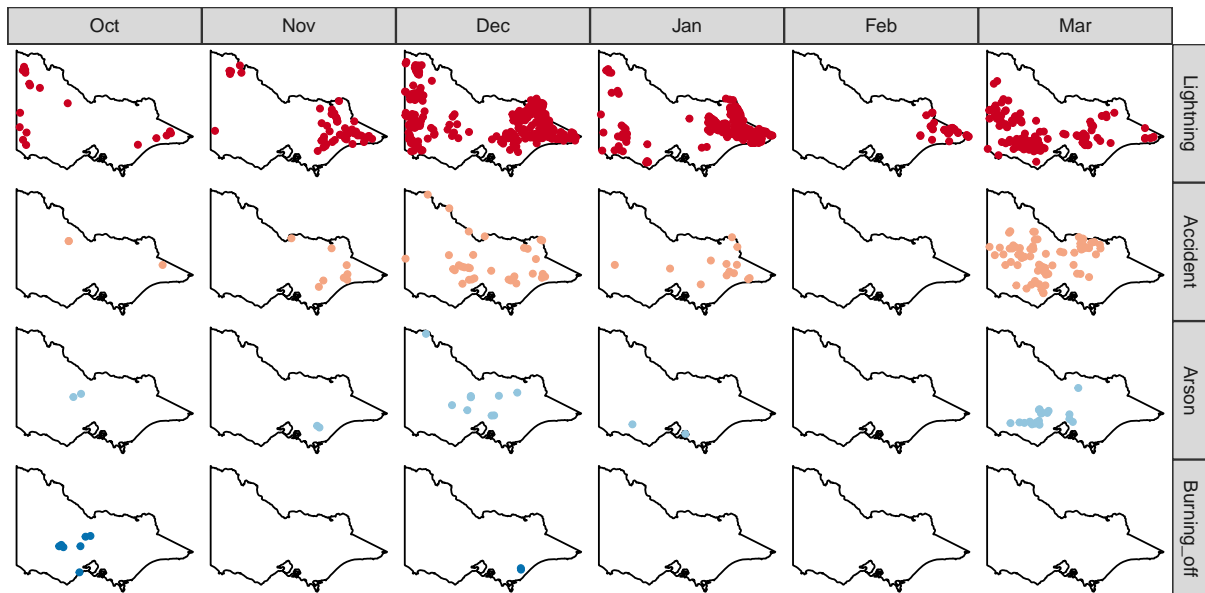 Oct Nov Dec Jan Feb Mar
Lightning
Accident
Arson
Burning_off